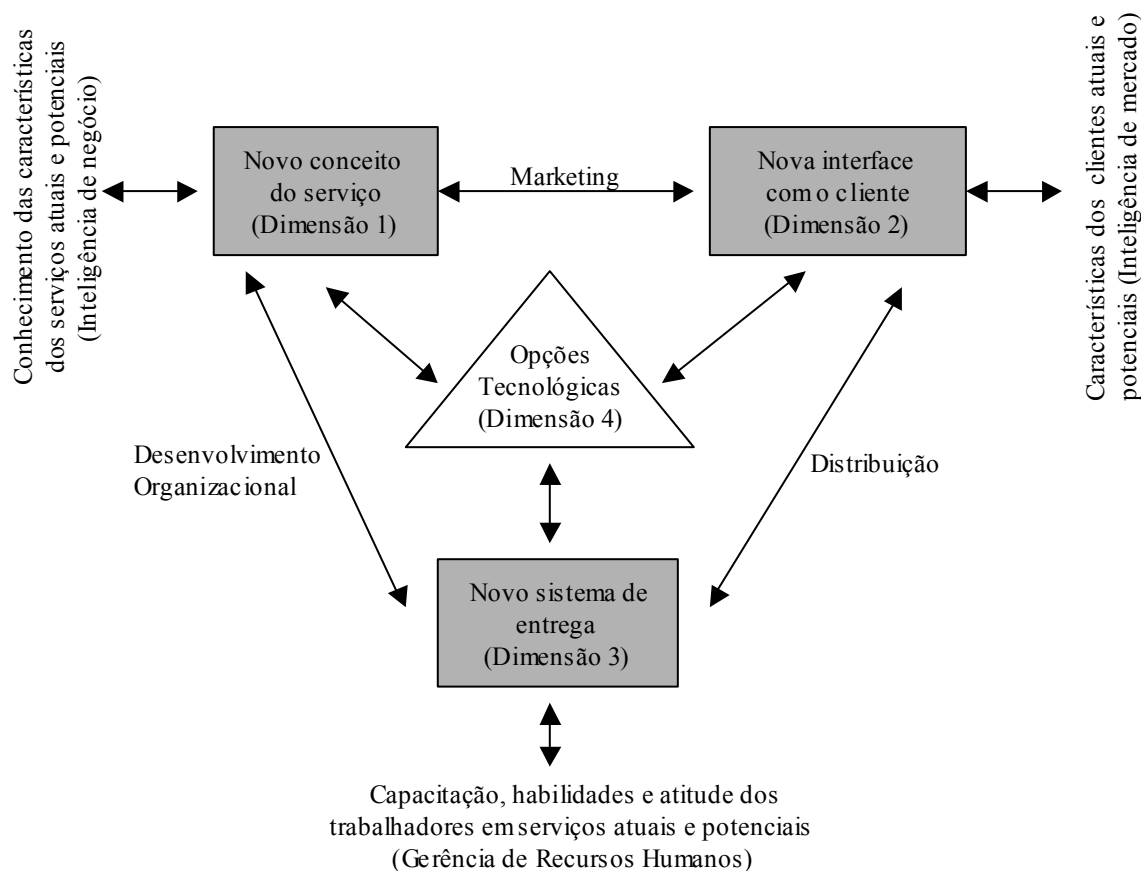 Conhecimento das características
dos serviços atuais e potenciais
(Inteligência de negócio)
Novo conceito
do serviço
(Dimensão 1)
Marketing
Nova interface
com o cliente
(Dimensão 2)
Características dos clientes atuais e
potenciais (Inteligência de mercado)
Opções
Tecnológicas
(Dimensão 4)
Desenvolvimento
Organizacional
Distribuição
Novo sistema de
entrega
(Dimensão 3)
Capacitação, habilidades e atitude dos
trabalhadores em serviços atuais e potenciais
(Gerência de Recursos Humanos)